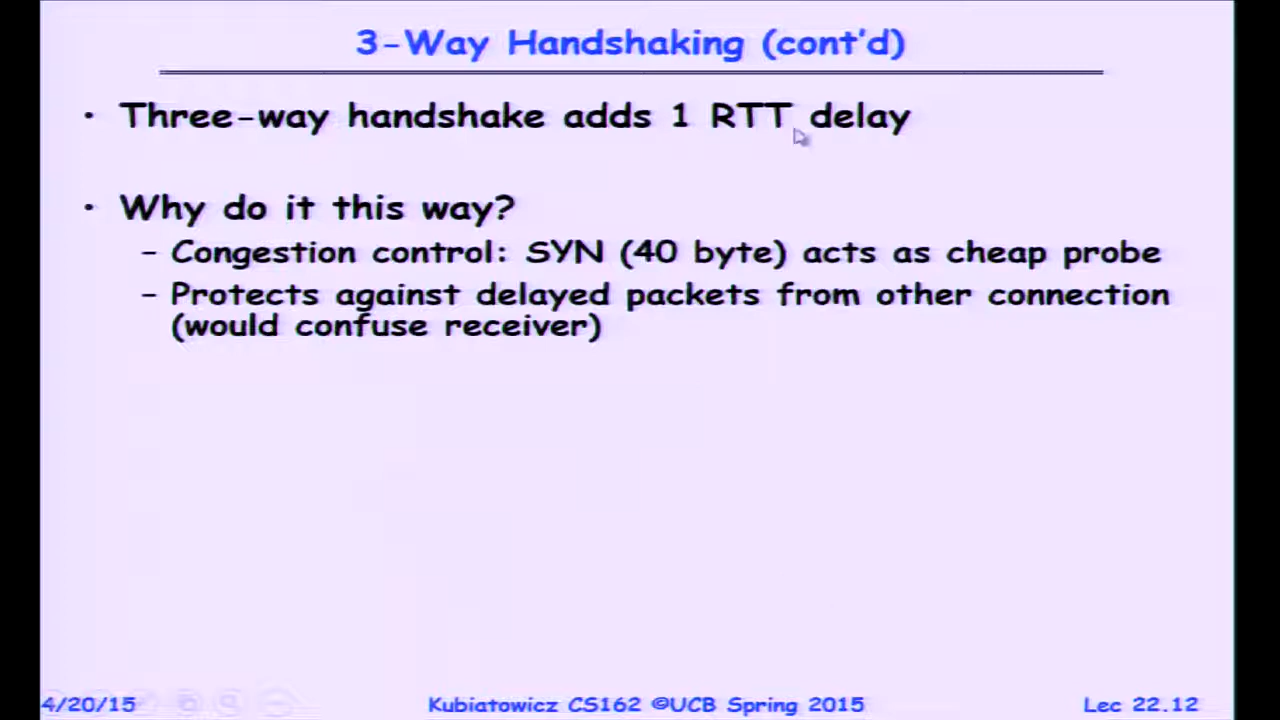 3-Way Handshaking (cont'd)
• Three-way handshake adds 1 RTT delay
• Why do it this way?
– Congestion control: SYN (40 byte) acts as cheap probe
– Protects against delayed packets from other connection
(would confuse receiver)
4/20/15 Kubiatowicz CS162 ©UCB Spring 2015 Lec 22.12